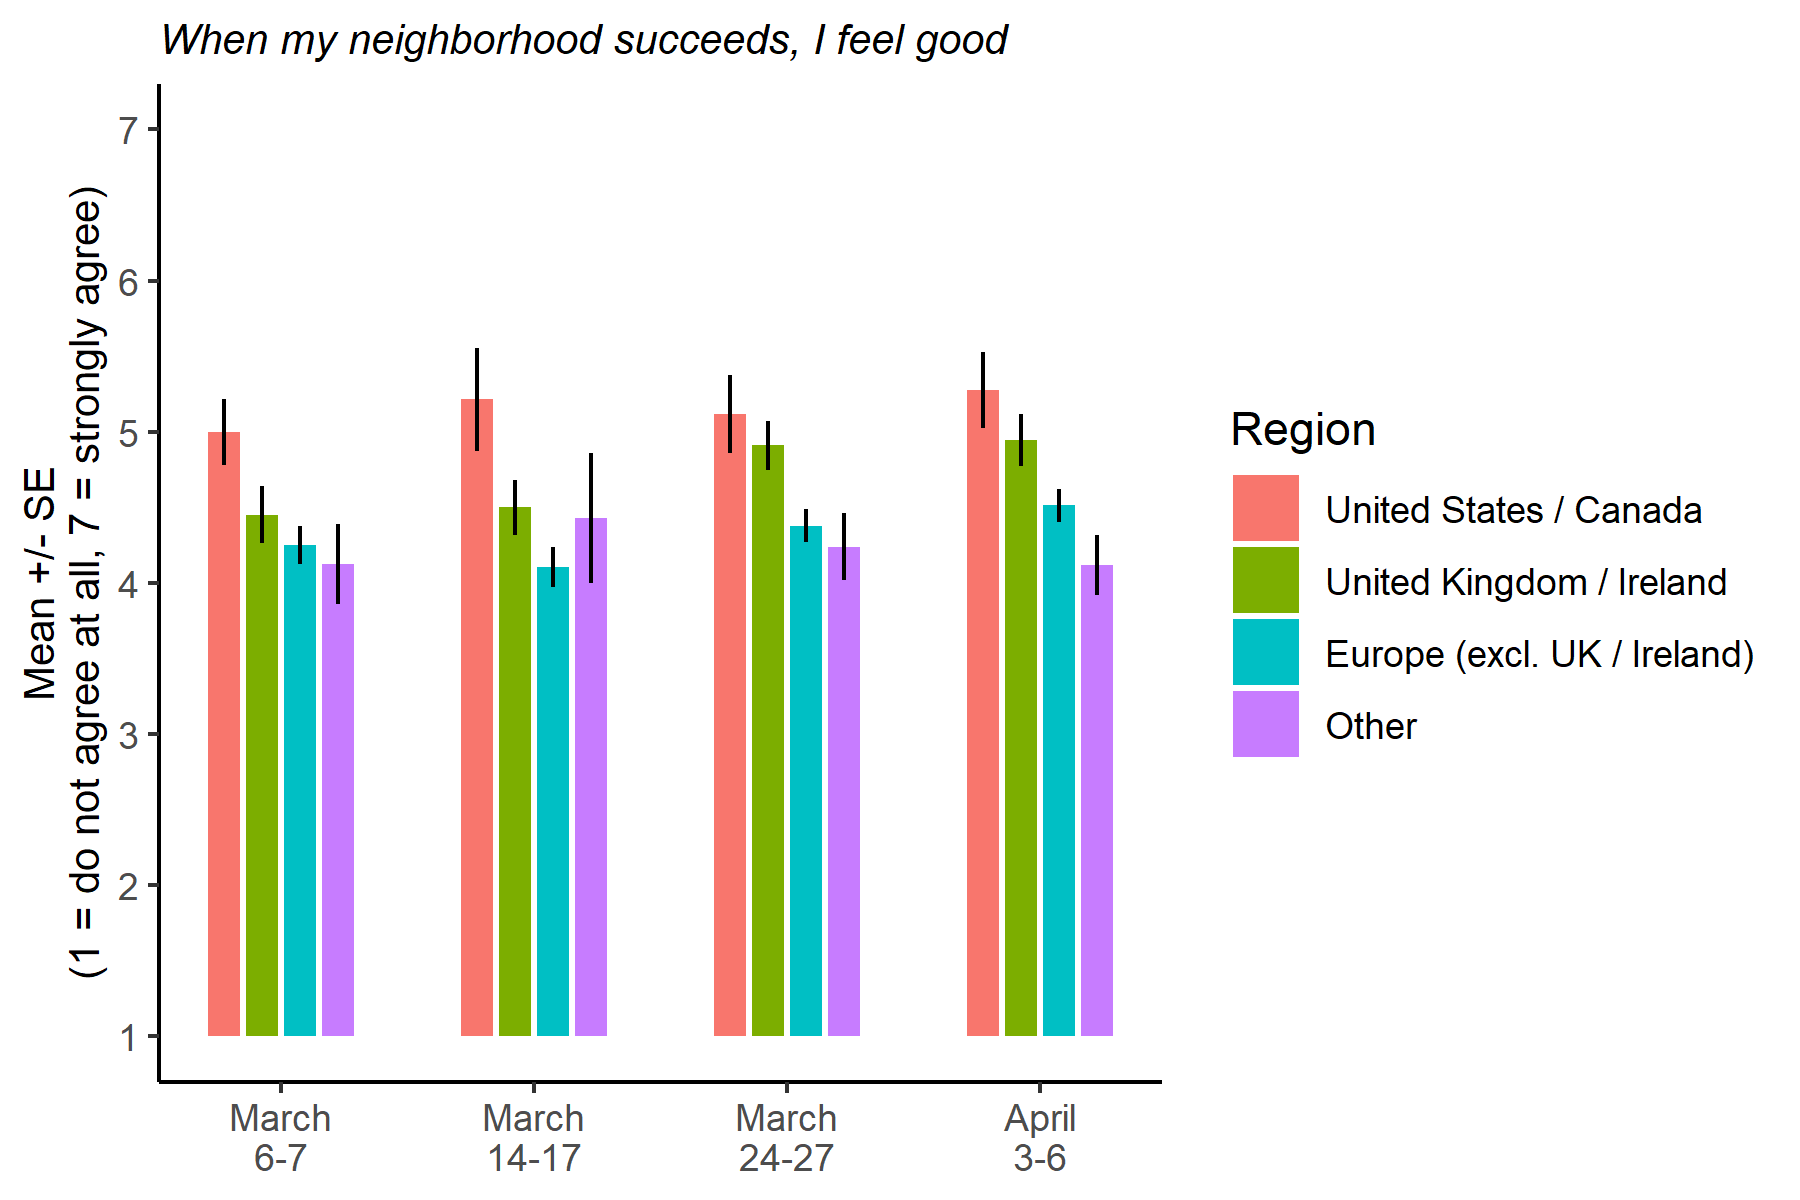 When my neighborhood succeeds, I feel good
Mean +/- SE
(1 = do not agree at all, 7 = strongly agree)
7
6
5
4
3
2
1
March
6-7
March
14-17
March
24-27
April
3-6
Region
United States / Canada
United Kingdom / Ireland
Europe (excl. UK / Ireland)
Other